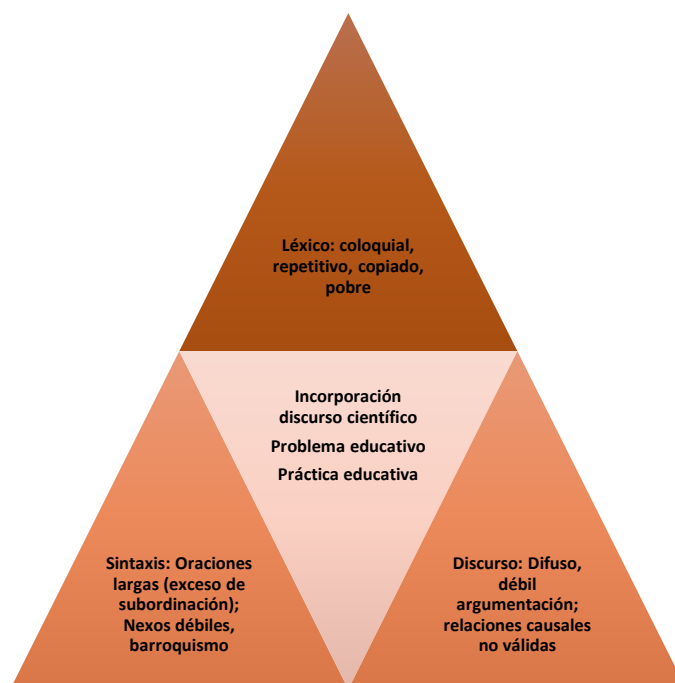 Léxico: coloquial,
repetitivo, copiado,
pobre
Incorporación
discurso científico
Problema educativo
Práctica educativa
Sintaxis: Oraciones
largas (exceso de
subordinación);
Nexos débiles,
barroquismo
Discurso: Difuso,
débil
argumentación;
relaciones causales
no válidas